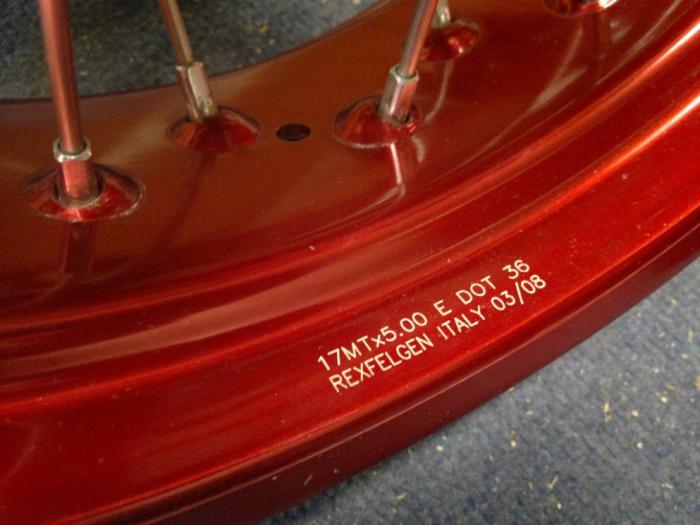 17MTx5.00 E DOT 36
REXFELGEN ITALY 03/08